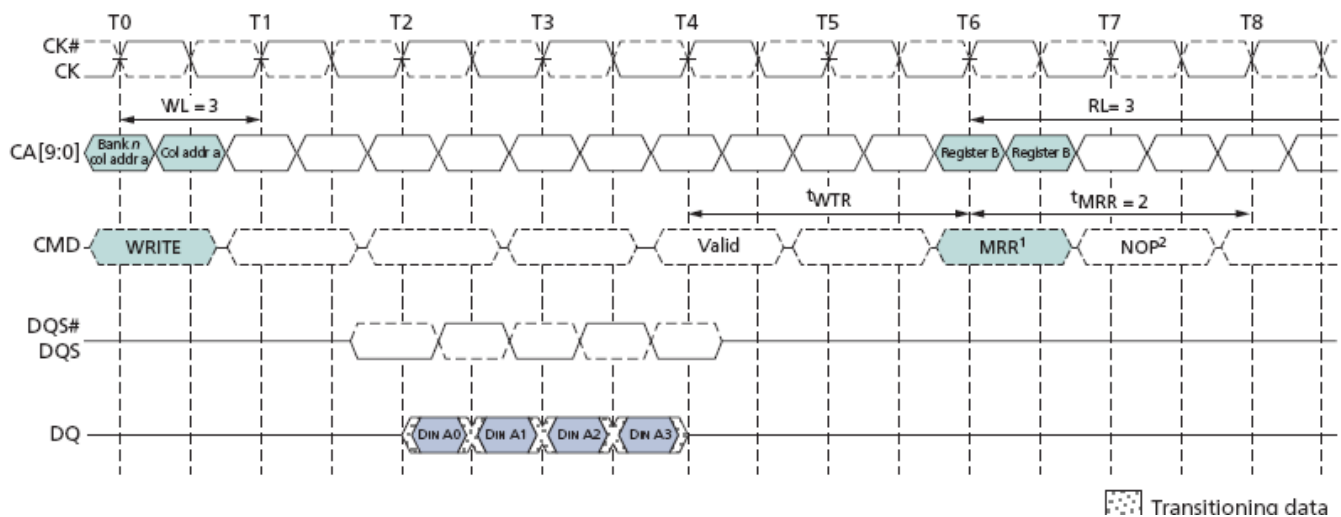 T0 T1 T2 T3 T4 T5 T6 T7 T8
CK#
CK
WL = 3 RL= 3
CA[9:0] Bank n col addr a Col addr a Register B Register B
tWTR tMRR = 2
CMD WRITE Valid MRR1 NOP2
DQS#
DQS
DQ DIN A0 DIN A1 DIN A2 DIN A3
Transitioning data